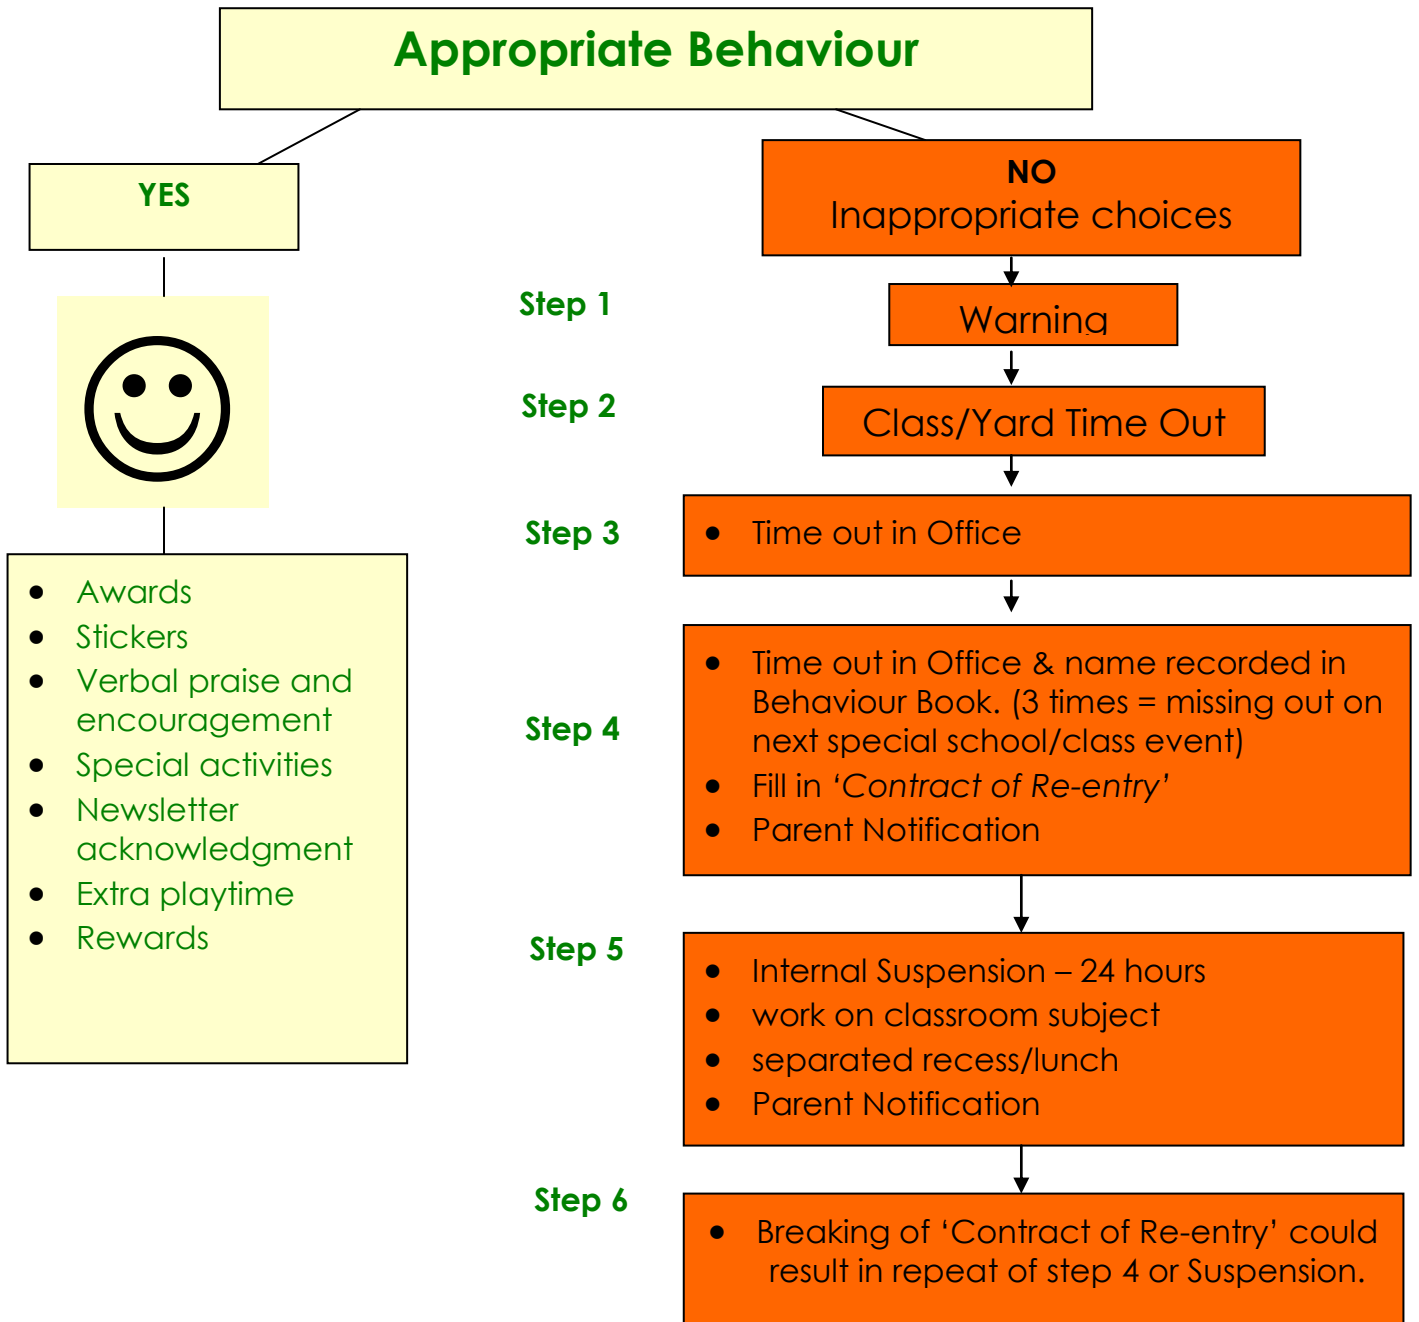 Appropriate Behaviour
YES
NO
Inappropriate choices
Step 1
Warning
Step 2
Class/Yard Time Out
Step 3
• Time out in Office
• Awards
• Stickers
• Verbal praise and
encouragement
• Special activities
• Newsletter
acknowledgment
• Extra playtime
• Rewards
Step 4
• Time out in Office & name recorded in
Behaviour Book. (3 times = missing out on
next special school/class event)
• Fill in ‘Contract of Re-entry’
• Parent Notification
Step 5
• Internal Suspension – 24 hours
• work on classroom subject
• separated recess/lunch
• Parent Notification
Step 6
• Breaking of ‘Contract of Re-entry’ could
result in repeat of step 4 or Suspension.